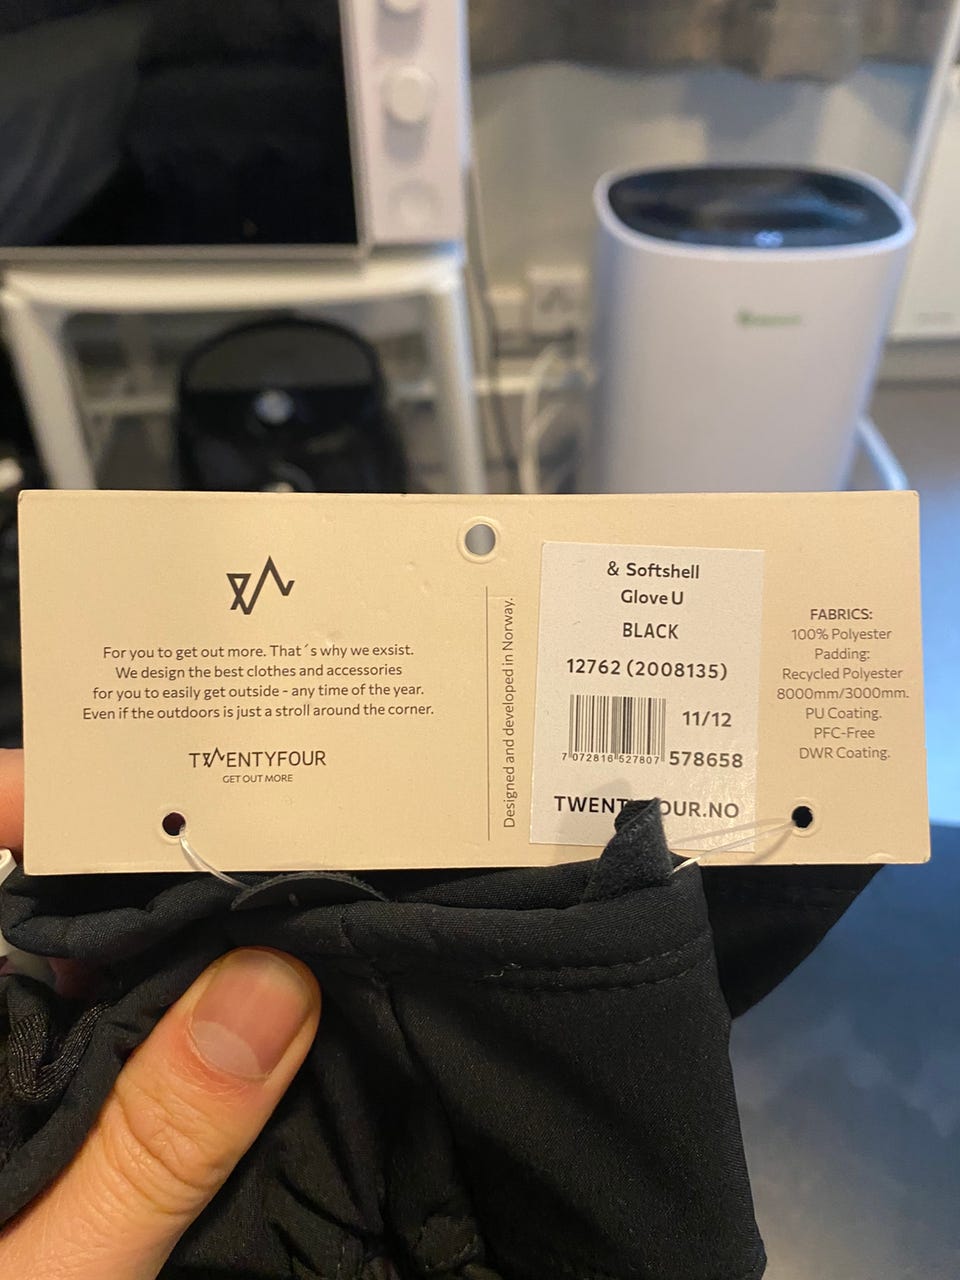 For you to get out more. That´s why we exsist.
We design the best clothes and accessories
for you to easily get outside - any time of the year.
Even if the outdoors is just a stroll around the corner.
TWENTYFOUR
GET OUT MORE
Designed and developed in Norway.
& Softshell
Glove U
BLACK
12762 (2008135)
11/12
7 072816 527807 578658
TWENTYFOUR.NO
FABRICS:
100% Polyester
Padding:
Recycled Polyester
8000mm/3000mm.
PU Coating.
PFC-Free
DWR Coating.